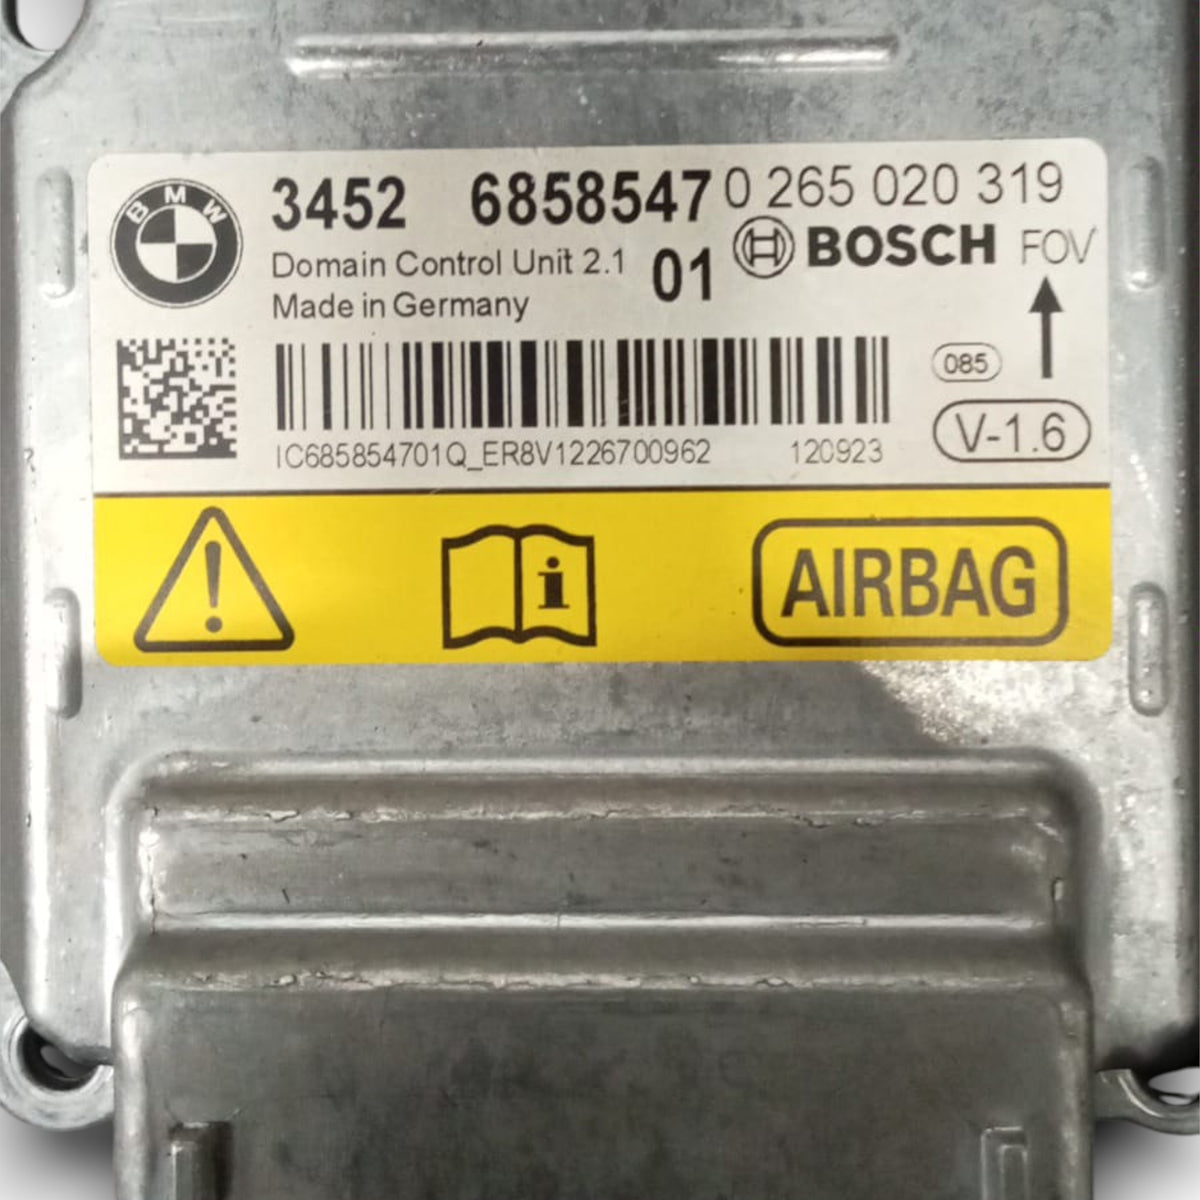 BMW
3452 6858547 0 265 020 319
Domain Control Unit 2.1 01 BOSCH FOV
Made in Germany
085
V-1.6
IC685854701Q_ER8V1226700962 120923
i
AIRBAG